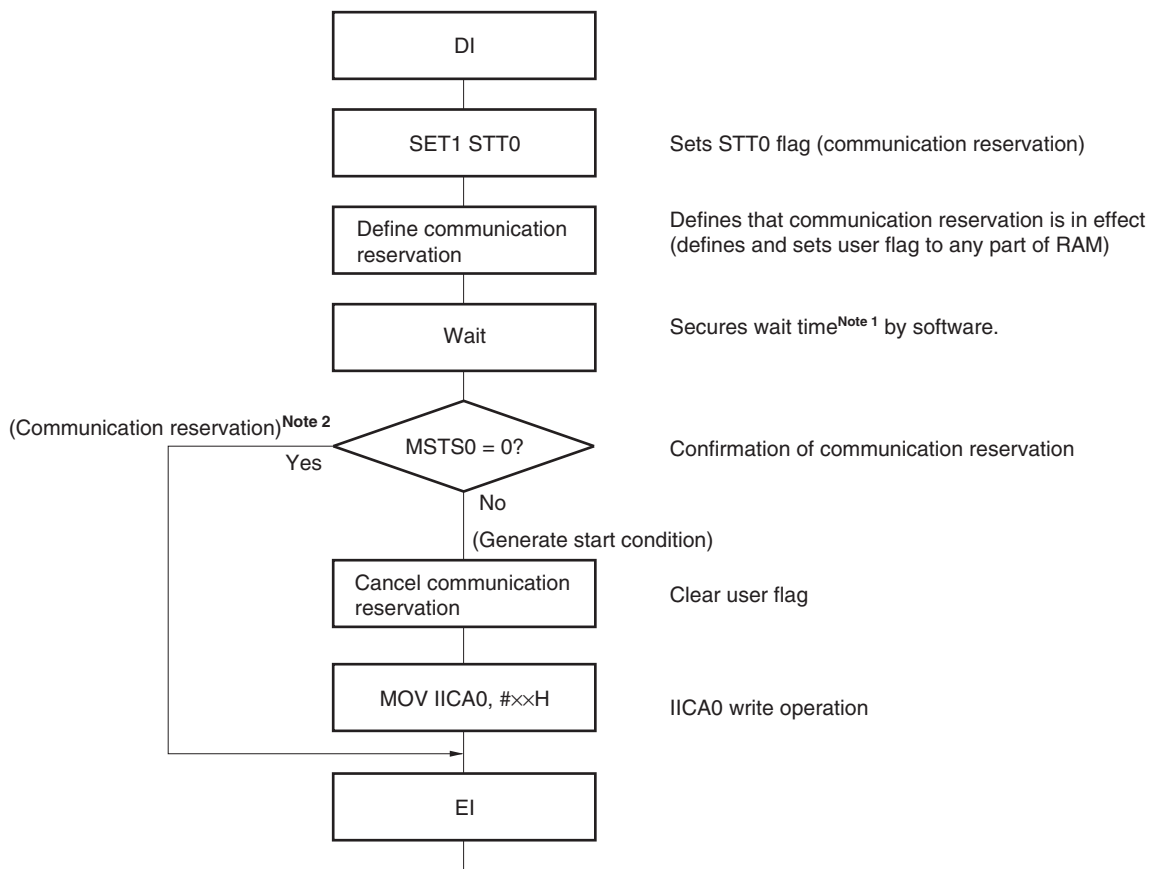 DI
SET1 STT0
Sets STT0 flag (communication reservation)
Define communication
reservation
Defines that communication reservation is in effect
(defines and sets user flag to any part of RAM)
Wait
Secures wait timeNote 1 by software.
(Communication reservation)Note 2
Yes
MSTS0 = 0?
Confirmation of communication reservation
No
(Generate start condition)
Cancel communication
reservation
Clear user flag
MOV IICA0, #××H
IICA0 write operation
EI